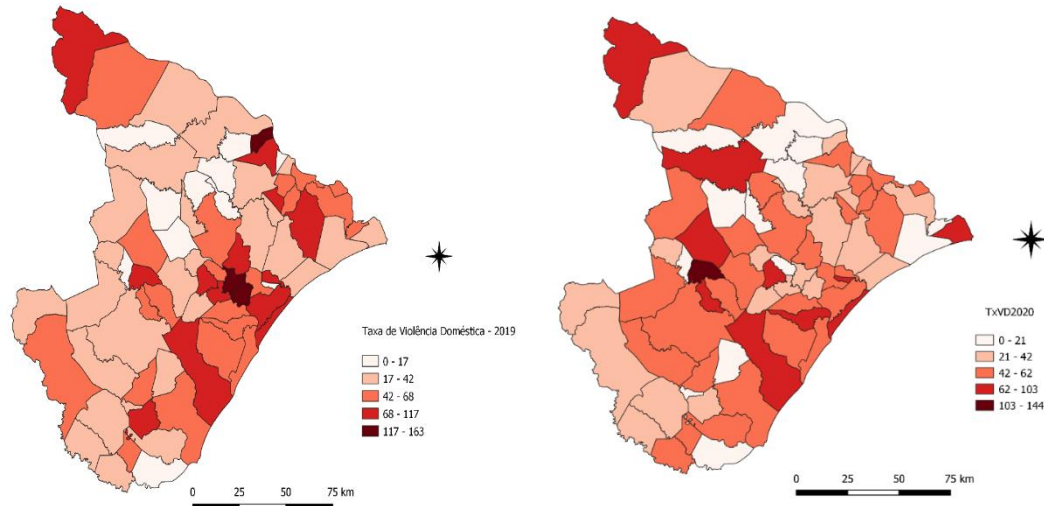 Taxa de Violência Doméstica - 2019
0 - 17
17 - 42
42 - 68
68 - 117
117 - 163
0 25 50 75 km
TxVD2020
0 - 21
21 - 42
42 - 62
62 - 103
103 - 144
0 25 50 75 km